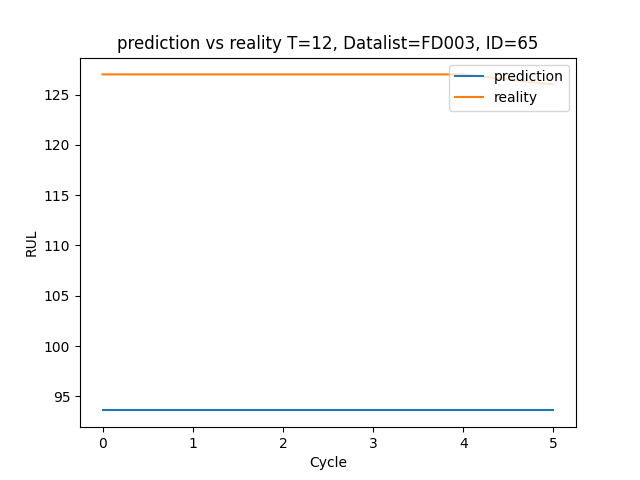 prediction vs reality T=12, Datalist=FD003, ID=65
prediction
reality
125
120
115
110
105
100
95
RUL
0 1 2 3 4 5
Cycle